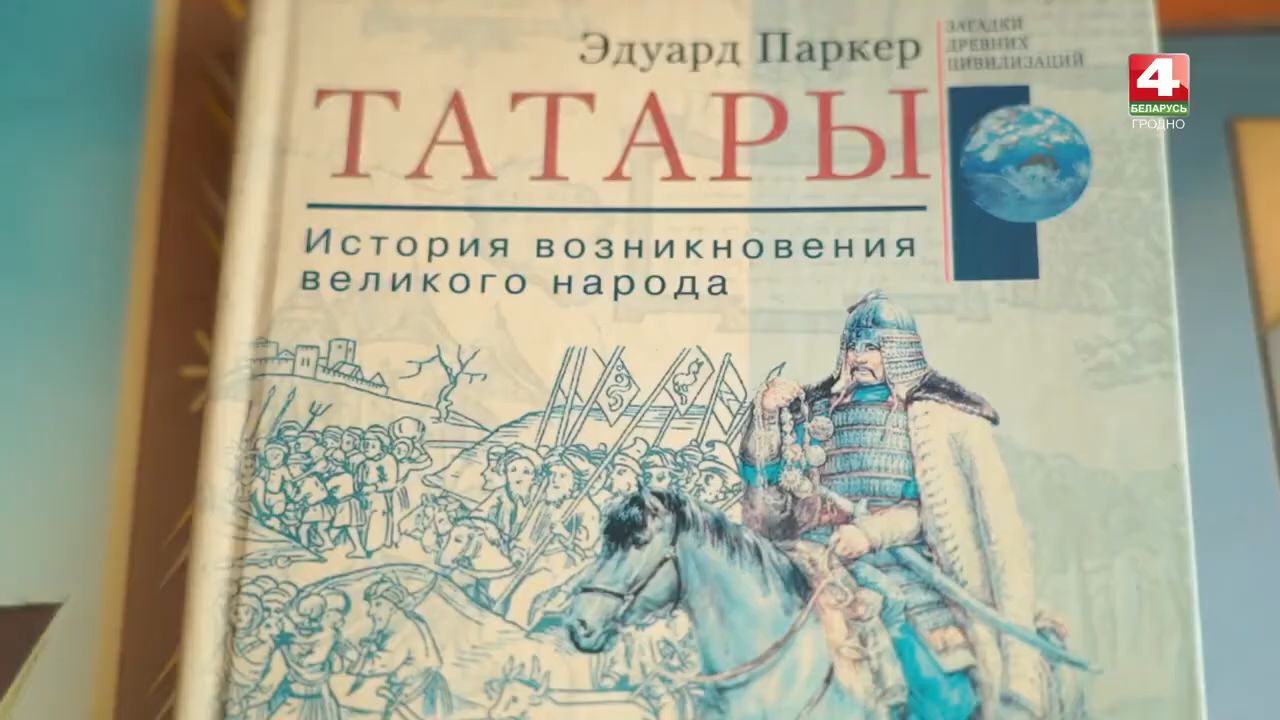 Эдуард Паркер
ЗАГАДКИ
ДРЕВНИХ
ЦИВИЛИЗАЦИЙ
ТАТАРЫ
История возникновения
великого народа
4
БЕЛАРУСЬ
ГРОДНО